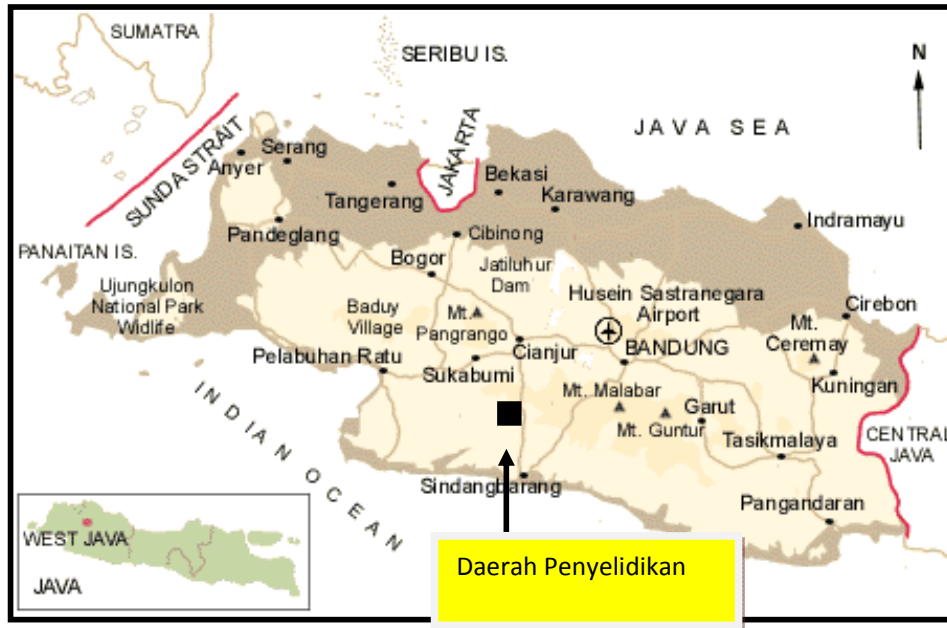 SUMATRA
SERIBU IS.
N
JAVA SEA
SUNDA STRAIT
JAKARTA
Serang
Anyer
Bekasi
Tangerang
Karawang
Indramayu
Pandeglang
Cibinong
PANAITAN IS.
Bogor
Jatiluhur
Dam
Ujungkulon
National Park
Widlife
Husein Sastranegara
Airport
Baduy
Village
Mt.
Pangrango
Cirebon
Mt.
Ceremay
Pelabuhan Ratu
Cianjur
BANDUNG
Sukabumi
Kuningan
Mt. Malabar
Garut
Mt. Guntur
INDIAN OCEAN
CENTRAL
JAVA
Tasikmalaya
Sindangbarang
Pangandaran
WEST JAVA
JAVA
Daerah Penyelidikan